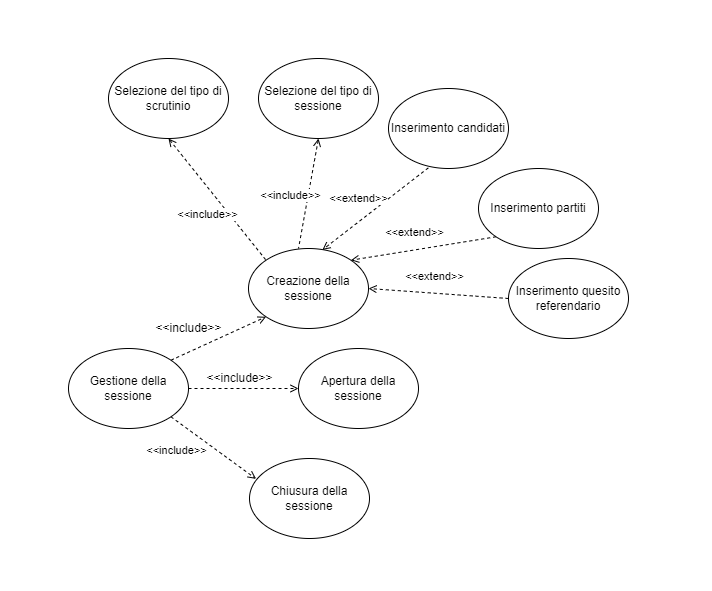 Selezione del tipo di
scrutinio
Selezione del tipo di
sessione
Inserimento candidati
<<include>>
<<extend>>
Inserimento partiti
<<include>>
<<extend>>
<<extend>>
Creazione della
sessione
Inserimento quesito
referendario
<<include>>
Gestione della
sessione
<<include>>
Apertura della
sessione
<<include>>
Chiusura della
sessione